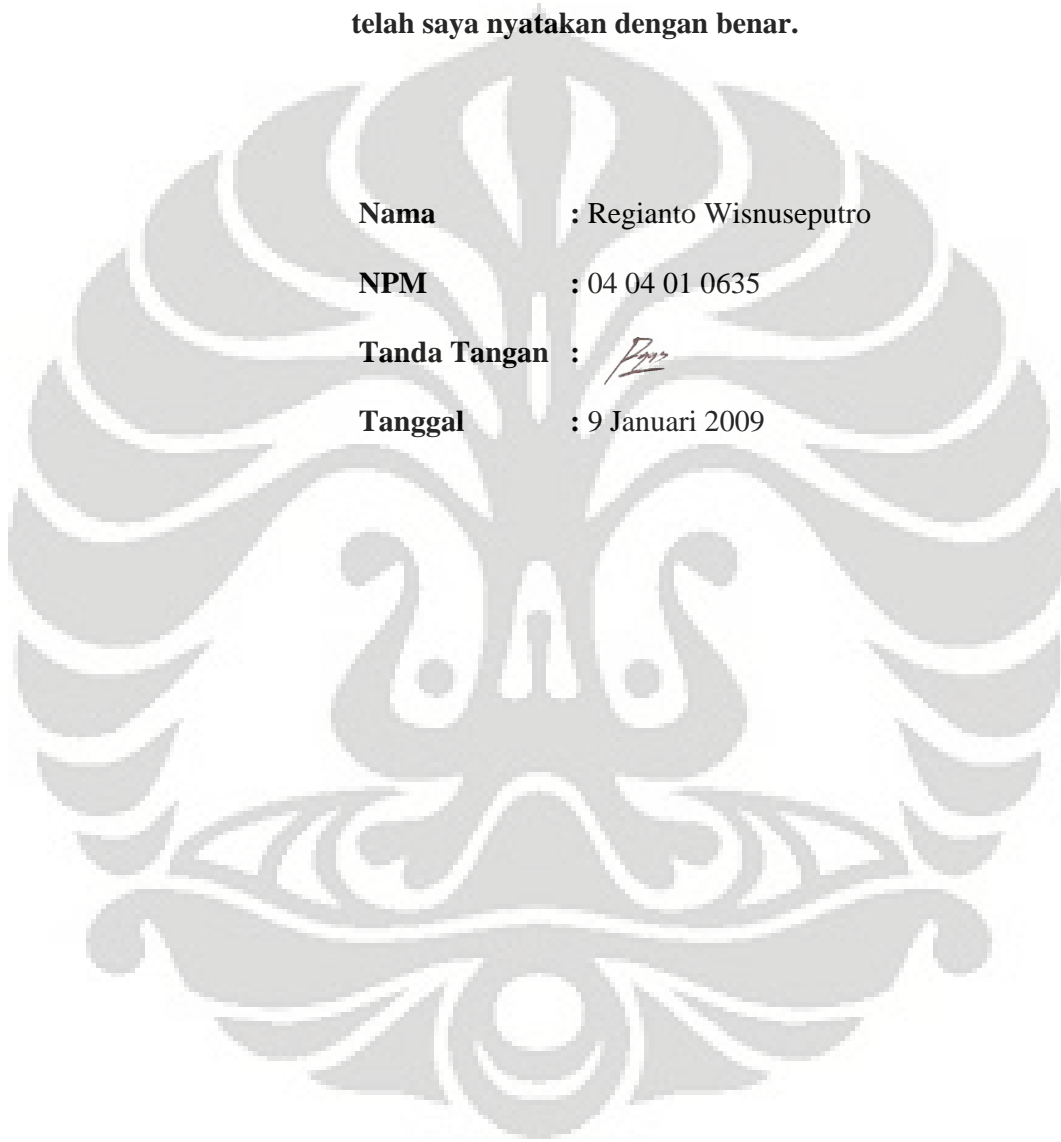 telah saya nyatakan dengan benar.
Nama : Regianto Wisnuseputro
NPM : 04 04 01 0635
Tanda Tangan :
Tanggal : 9 Januari 2009